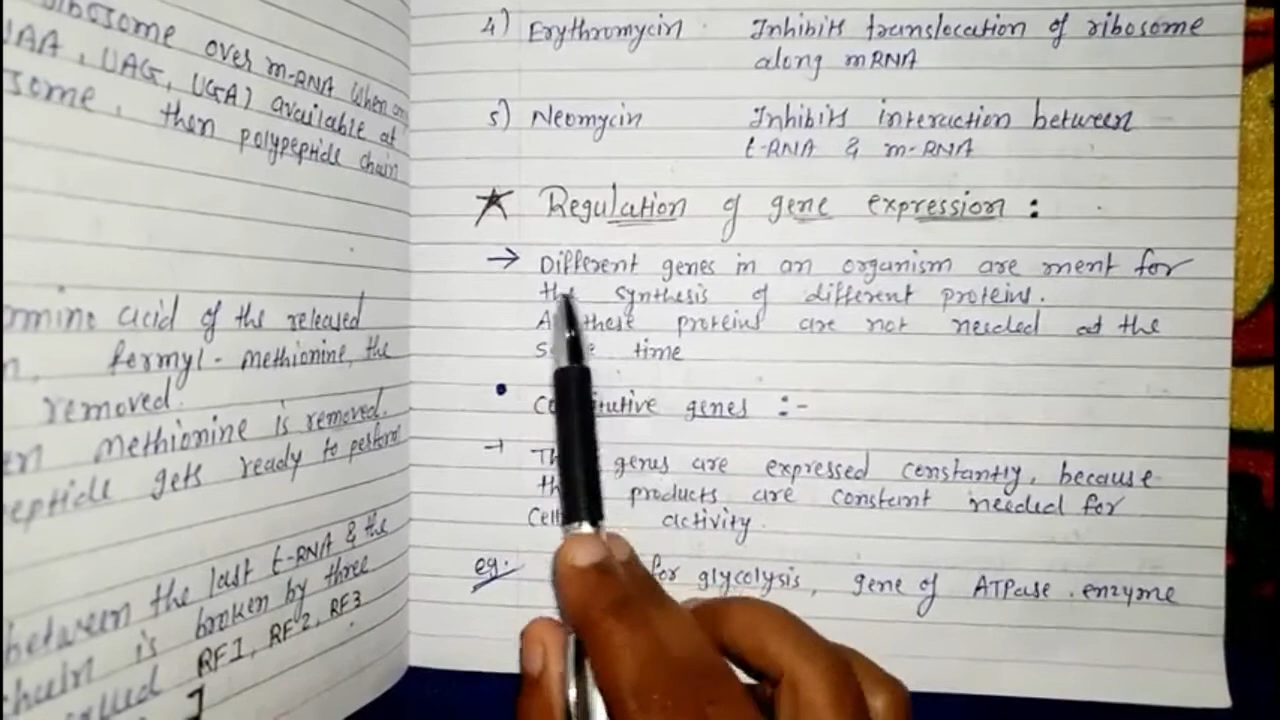 ibosome over m-RNA when
UAA, UAG, UGA) available at
some, then polypeptide chain
amino acid of the released
fermyl-methionine, the
removed.
methionine is removed.
eptide gets ready to perform
between the last t-RNA & the
chain is broken by three
called RF1, RF2, RF3
]
4) Erythromycin Inhibits translocation of ribosome
along mRNA
5) Neomycin Inhibits interaction between
t-RNA & m-RNA
★ Regulation of gene expression :
→ Different genes in an organism are ment for
the synthesis of different proteins.
these proteins are not needed at the
time
• genes :-
→ genes are expressed constantly, because
products are constant needed for
activity.
eg. for glycolysis, gene of ATPase enzyme